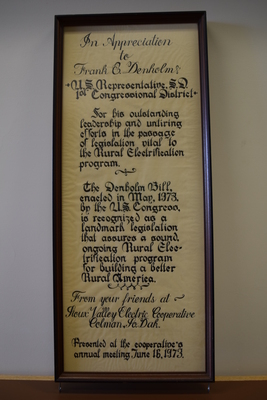 In Appreciation
to
Frank E. Denholm
U.S. Representative, S.D.
1st Congressional District
For his outstanding
leadership and untiring
efforts in the passage
of legislation vital to
the Rural Electrification
program.
The Denholm Bill,
enacted in May, 1973,
by the U.S. Congress,
is recognized as a
landmark legislation
that assures a sound,
ongoing Rural Elec-
trification program
for building a better
Rural America.
From your friends at
Sioux Valley Electric Cooperative
Colman, So. Dak.
Presented at the cooperative's
annual meeting, June 16, 1973.